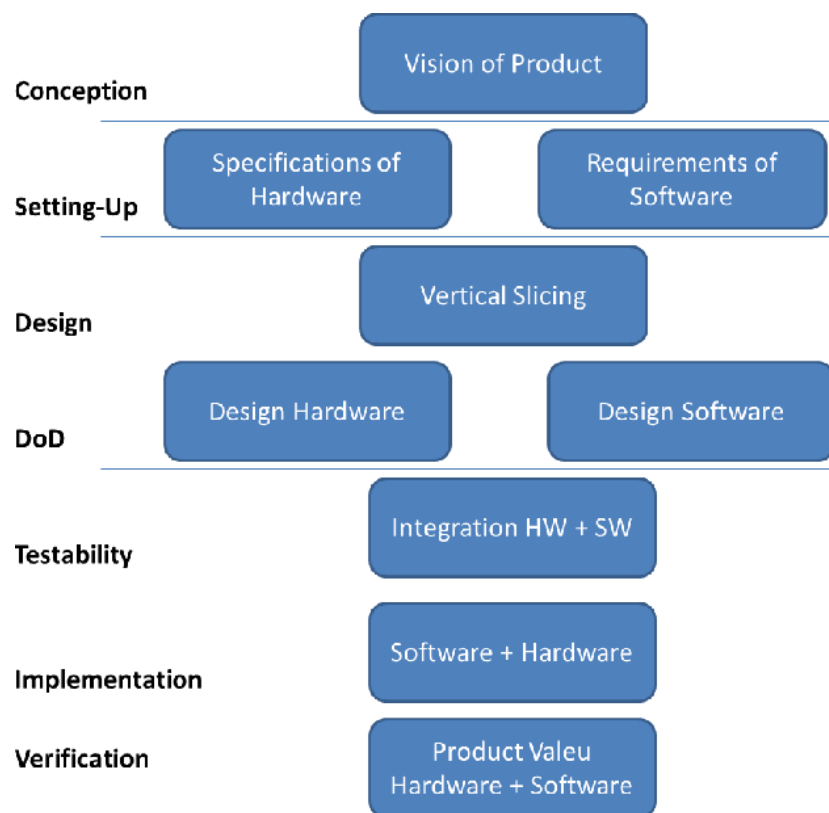 Vision of Product
Conception
Specifications of
Hardware
Requirements of
Software
Setting-Up
Vertical Slicing
Design
Design Hardware
Design Software
DoD
Integration HW + SW
Testability
Software + Hardware
Implementation
Product Valeu
Hardware + Software
Verification